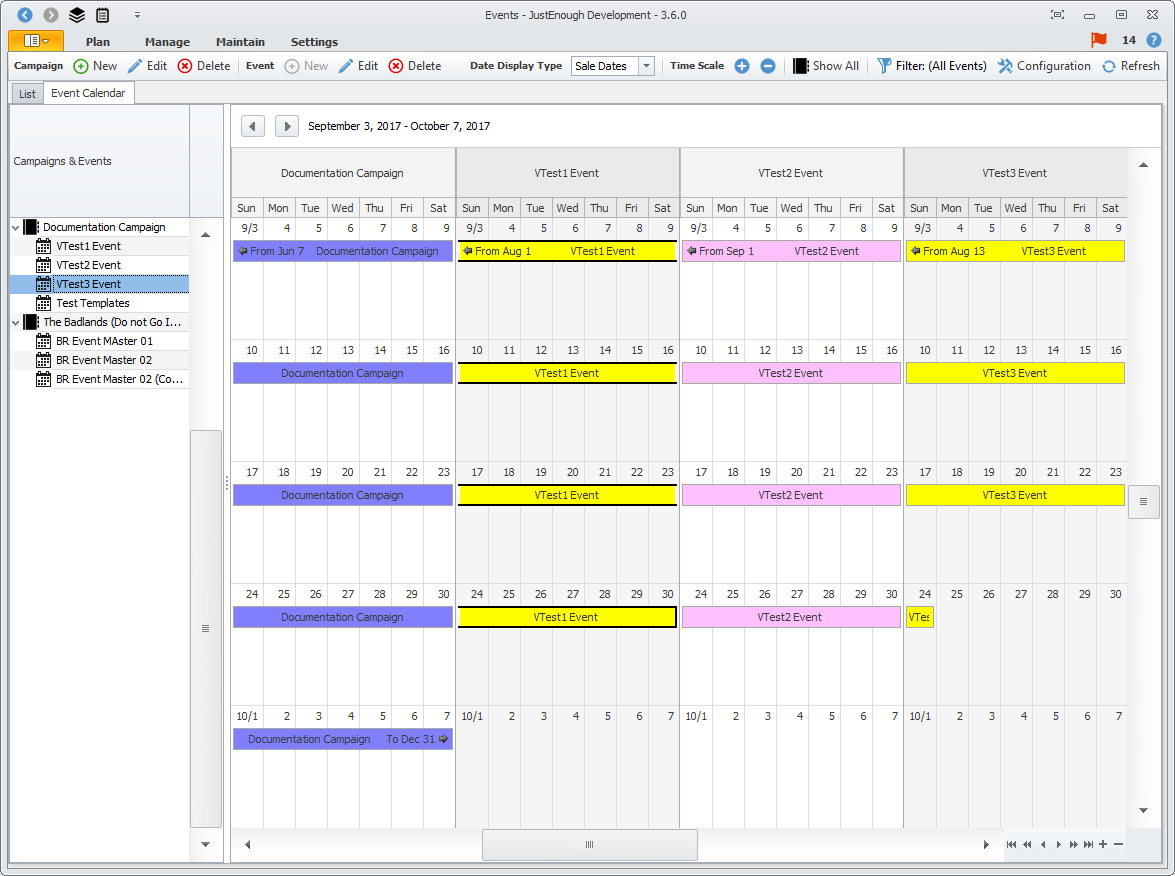 Events - JustEnough Development - 3.6.0
Plan Manage Maintain Settings 14 ?
Campaign New Edit Delete Event New Edit Delete Date Display Type Sale Dates Time Scale Show All Filter: (All Events) Configuration Refresh
List Event Calendar
Campaigns & Events
Documentation Campaign
VTest1 Event
VTest2 Event
VTest3 Event
Test Templates
The Badlands (Do not Go I...
BR Event MAster 01
BR Event Master 02
BR Event Master 02 (Co...
September 3, 2017 - October 7, 2017
Documentation Campaign VTest1 Event VTest2 Event VTest3 Event
Sun Mon Tue Wed Thu Fri Sat Sun Mon Tue Wed Thu Fri Sat Sun Mon Tue Wed Thu Fri Sat Sun Mon Tue Wed Thu Fri Sat
9/3 4 5 6 7 8 9 9/3 4 5 6 7 8 9 9/3 4 5 6 7 8 9 9/3 4 5 6 7 8 9
From Jun 7 Documentation Campaign From Aug 1 VTest1 Event From Sep 1 VTest2 Event From Aug 13 VTest3 Event
10 11 12 13 14 15 16 10 11 12 13 14 15 16 10 11 12 13 14 15 16 10 11 12 13 14 15 16
Documentation Campaign VTest1 Event VTest2 Event VTest3 Event
17 18 19 20 21 22 23 17 18 19 20 21 22 23 17 18 19 20 21 22 23 17 18 19 20 21 22 23
Documentation Campaign VTest1 Event VTest2 Event VTest3 Event
24 25 26 27 28 29 30 24 25 26 27 28 29 30 24 25 26 27 28 29 30 24 25 26 27 28 29 30
Documentation Campaign VTest1 Event VTest2 Event VTes
10/1 2 3 4 5 6 7 10/1 2 3 4 5 6 7 10/1 2 3 4 5 6 7 10/1 2 3 4 5 6 7
Documentation Campaign To Dec 31